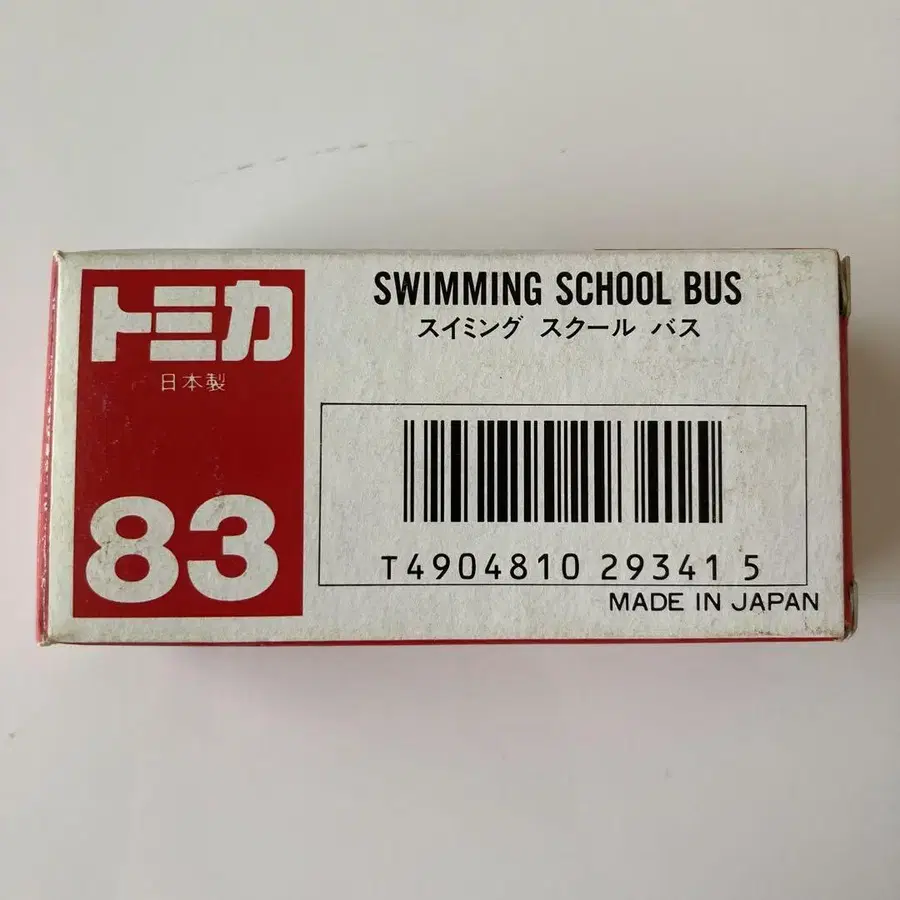 トミカ
日本製
83
SWIMMING SCHOOL BUS
スイミング スクール バス
T4904810 29341 5
MADE IN JAPAN